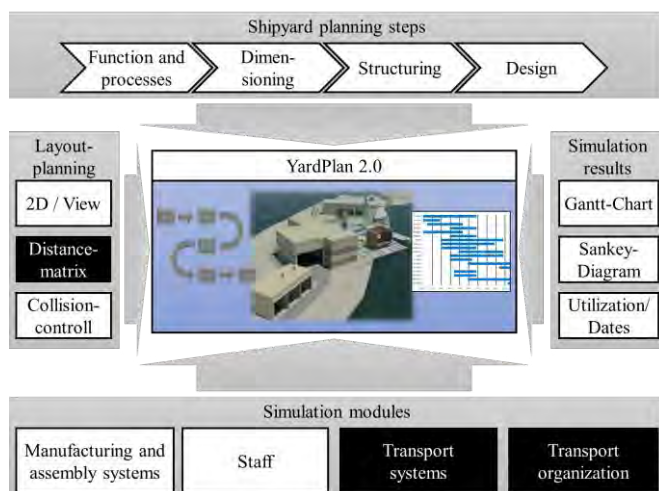 Shipyard planning steps
Function and
processes
Dimen-
sioning
Structuring
Design
Layout-
planning
2D / View
Distance-
matrix
Collision-
controll
YardPlan 2.0
Simulation
results
Gantt-Chart
Sankey-
Diagram
Utilization/
Dates
Simulation modules
Manufacturing and
assembly systems
Staff
Transport
systems
Transport
organization